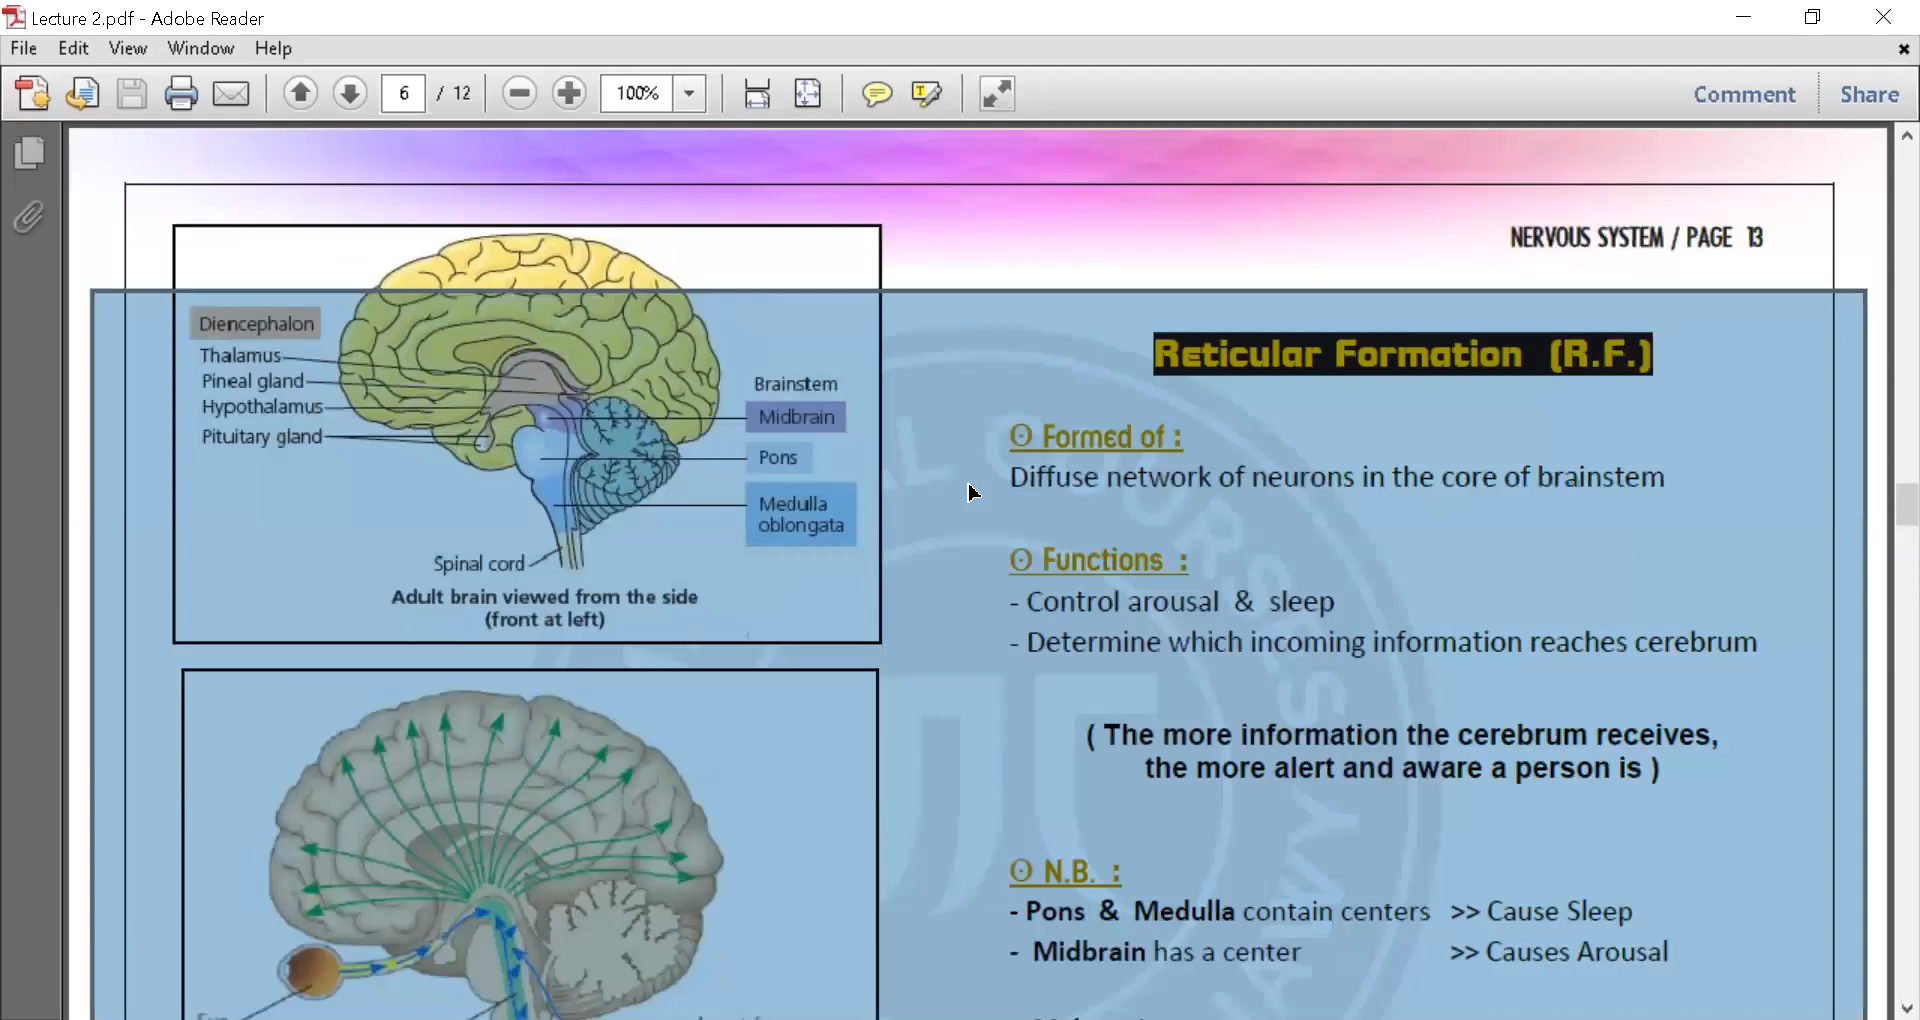 Lecture 2.pdf - Adobe Reader
File Edit View Window Help
6 / 12 100% Comment Share
NERVOUS SYSTEM / PAGE 13
Diencephalon
Thalamus
Pineal gland
Hypothalamus
Pituitary gland
Brainstem
Midbrain
Pons
Medulla
oblongata
Spinal cord
Adult brain viewed from the side
(front at left)
Reticular Formation (R.F.)
ʘ Formed of :
Diffuse network of neurons in the core of brainstem
ʘ Functions :
- Control arousal & sleep
- Determine which incoming information reaches cerebrum
( The more information the cerebrum receives,
the more alert and aware a person is )
ʘ N.B. :
- Pons & Medulla contain centers >> Cause Sleep
- Midbrain has a center >> Causes Arousal